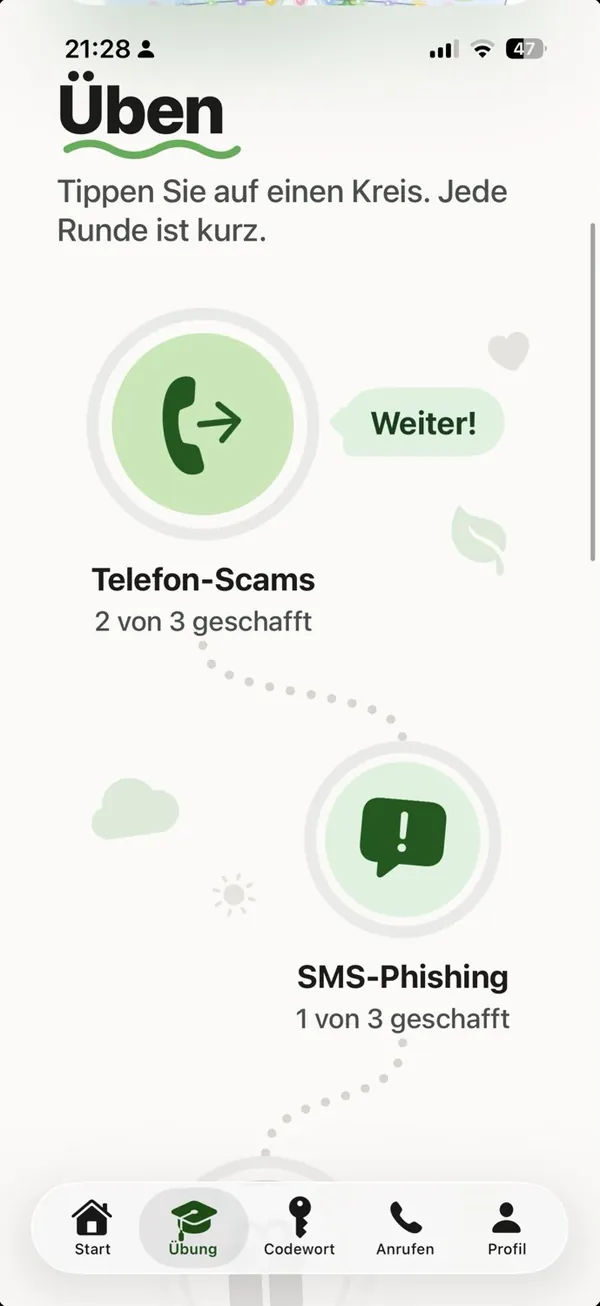 21:28
47
Üben
Tippen Sie auf einen Kreis. Jede
Runde ist kurz.
Weiter!
Telefon-Scams
2 von 3 geschafft
!
SMS-Phishing
1 von 3 geschafft
Start
Übung
Codewort
Anrufen
Profil